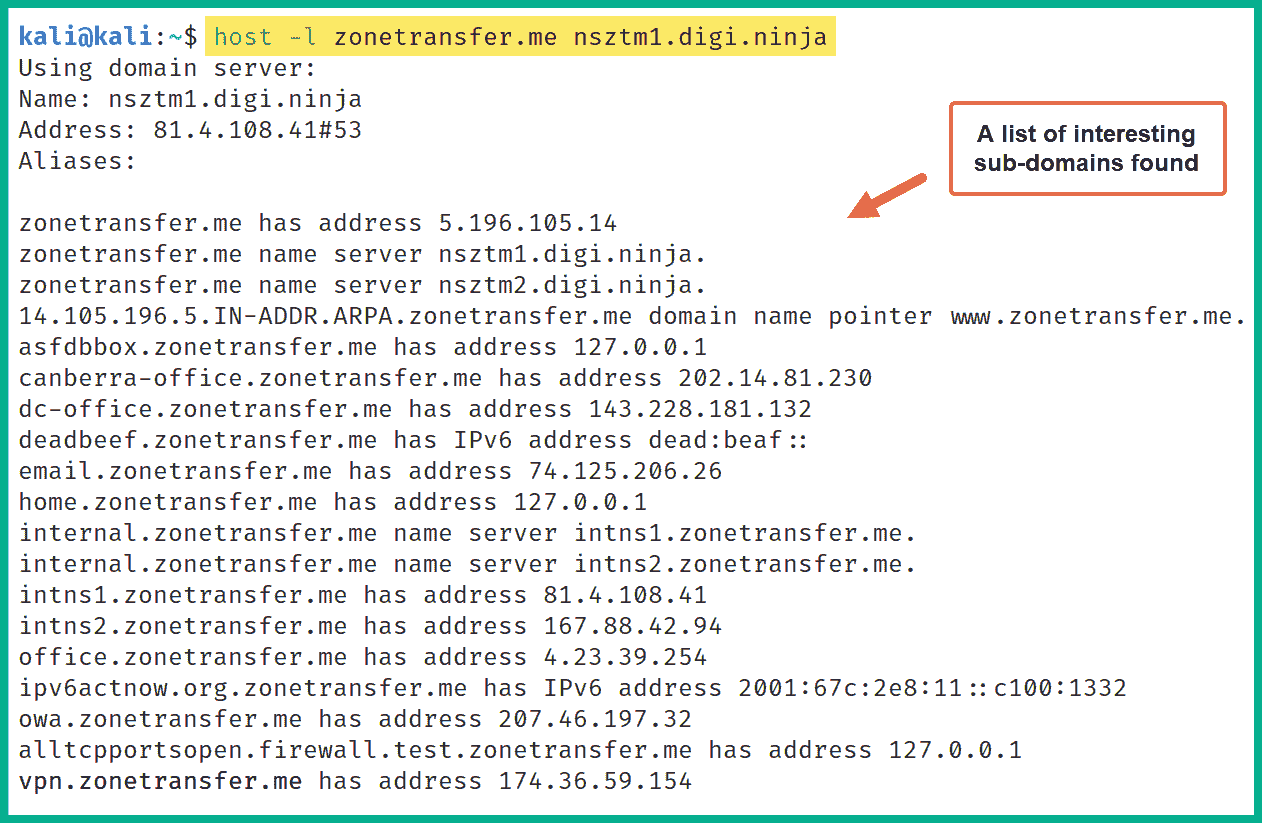 kali@kali:~$ host -l zonetransfer.me nsztm1.digi.ninja
Using domain server:
Name: nsztm1.digi.ninja
Address: 81.4.108.41#53
Aliases:
A list of interesting
sub-domains found
zonetransfer.me has address 5.196.105.14
zonetransfer.me name server nsztm1.digi.ninja.
zonetransfer.me name server nsztm2.digi.ninja.
14.105.196.5.IN-ADDR.ARPA.zonetransfer.me domain name pointer www.zonetransfer.me.
asfdbbox.zonetransfer.me has address 127.0.0.1
canberra-office.zonetransfer.me has address 202.14.81.230
dc-office.zonetransfer.me has address 143.228.181.132
deadbeef.zonetransfer.me has IPv6 address dead:beaf::
email.zonetransfer.me has address 74.125.206.26
home.zonetransfer.me has address 127.0.0.1
internal.zonetransfer.me name server intns1.zonetransfer.me.
internal.zonetransfer.me name server intns2.zonetransfer.me.
intns1.zonetransfer.me has address 81.4.108.41
intns2.zonetransfer.me has address 167.88.42.94
office.zonetransfer.me has address 4.23.39.254
ipv6actnow.org.zonetransfer.me has IPv6 address 2001:67c:2e8:11::c100:1332
owa.zonetransfer.me has address 207.46.197.32
alltcpportsopen.firewall.test.zonetransfer.me has address 127.0.0.1
vpn.zonetransfer.me has address 174.36.59.154